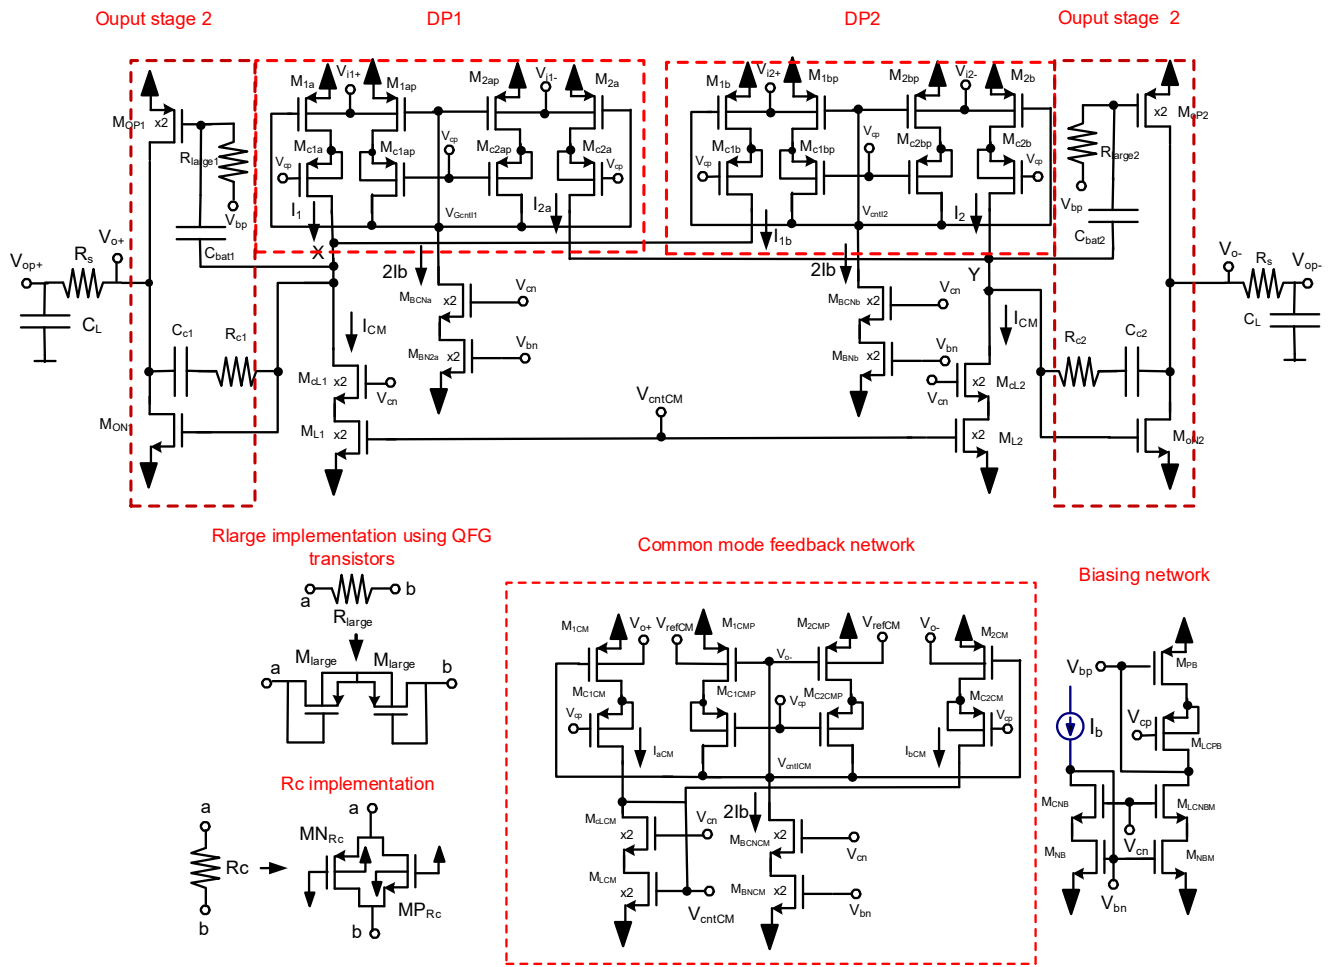 Ouput stage 2
DP1
DP2
Ouput stage 2
M1a
Vi1+
M1ap
M2ap
Vi1-
M2a
M1b
Vi2+
M1bp
M2bp
Vi2-
M2b
MOP1
x2
Rlarge1
Vbp
Cbat1
Mc1a
Mc1ap
Vcp
Mc2ap
Mc2a
Vcp
Vcp
Mc1b
Mc1bp
Vcp
Mc2bp
Mc2b
Vcp
Vcp
x2
MoP2
Rlarge2
Vbp
Cbat2
I1
VGcntl1
I2a
I1b
Vcntl2
I2
X
Y
Vop+
Rs
Vo+
CL
2Ib
MBCNa
x2
Vcn
2Ib
MBCNb
x2
Vcn
Vo-
Rs
Vop-
CL
Cc1
Rc1
ICM
MBN2a
x2
Vbn
MBNb
x2
Vbn
ICM
Rc2
Cc2
McL1
x2
Vcn
VcntCM
Vcn
x2
McL2
MON
ML1
x2
x2
ML2
MoN2
Rlarge implementation using QFG
transistors
a
b
Rlarge
a
Mlarge
Mlarge
b
Rc implementation
a
Rc
b
a
MNRc
MPRc
b
Common mode feedback network
M1CM
Vo+
VrefCM
M1CMP
M2CMP
VrefCM
Vo-
M2CM
Vo-
MC1CM
MC1CMP
MC2CMP
MC2CM
Vcp
Vcp
Vcp
IaCM
IbCM
VcntlCM
McLCM
x2
Vcn
2Ib
MBCNCM
x2
Vcn
MLCM
x2
VcntCM
MBNCM
x2
Vbn
Biasing network
Vbp
MPB
Ib
Vcp
MLCPB
MCNB
MLCNBM
Vcn
MNB
MNBM
Vbn